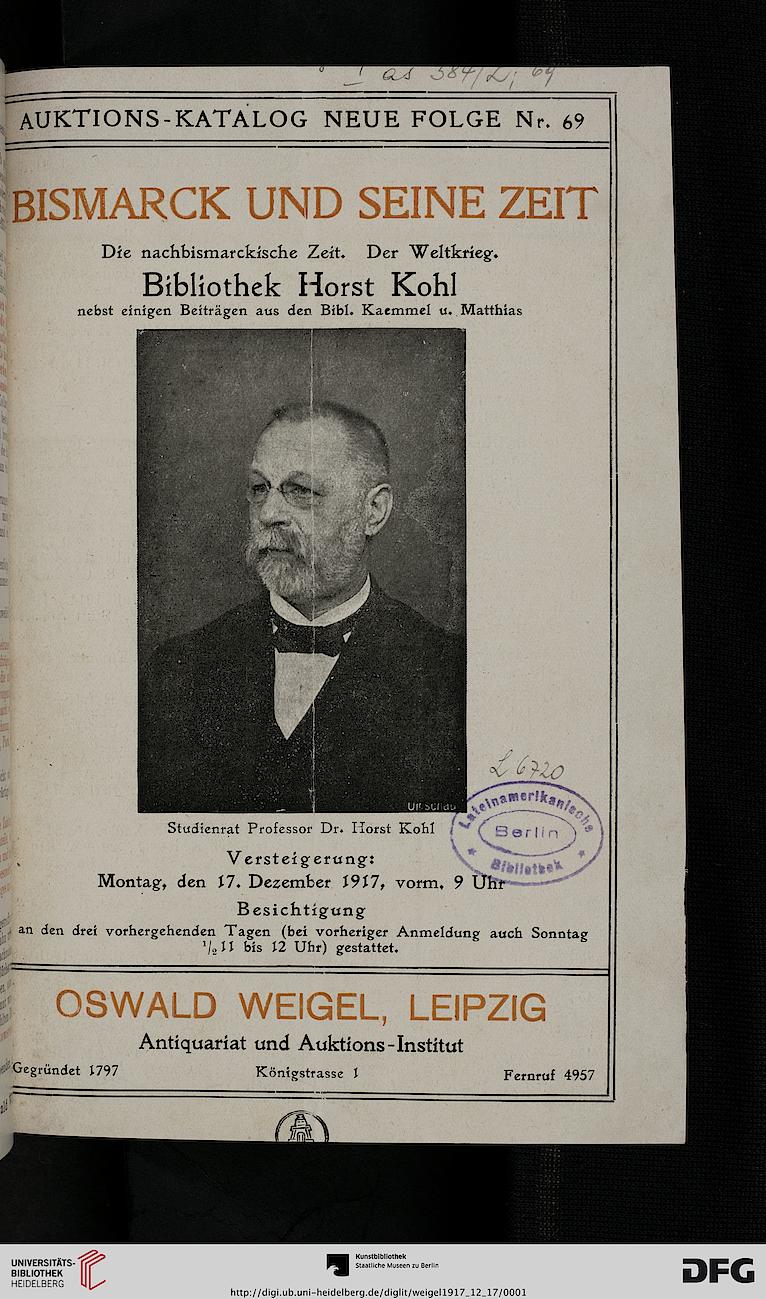 as 384/2; 69
AUKTIONS-KATALOG NEUE FOLGE Nr. 69
BISMARCK UND SEINE ZEIT
Die nachbismarckische Zeit. Der Weltkrieg.
Bibliothek Horst Kohl
nebst einigen Beiträgen aus den Bibl. Kaemmel u. Matthias
L 6720
Studienrat Professor Dr. Horst Kohl
Lateinamerikanische
Berlin
Bibliothek
Versteigerung:
Montag, den 17. Dezember 1917, vorm. 9 Uhr
Besichtigung
an den drei vorhergehenden Tagen (bei vorheriger Anmeldung auch Sonntag
½11 bis 12 Uhr) gestattet.
OSWALD WEIGEL, LEIPZIG
Antiquariat und Auktions-Institut
Gegründet 1797 Königstrasse 1 Fernruf 4957
UNIVERSITÄTS-
BIBLIOTHEK
HEIDELBERG
Kunstbibliothek
Staatliche Museen zu Berlin
DFG
http://digi.ub.uni-heidelberg.de/diglit/weigel1917_12_17/0001